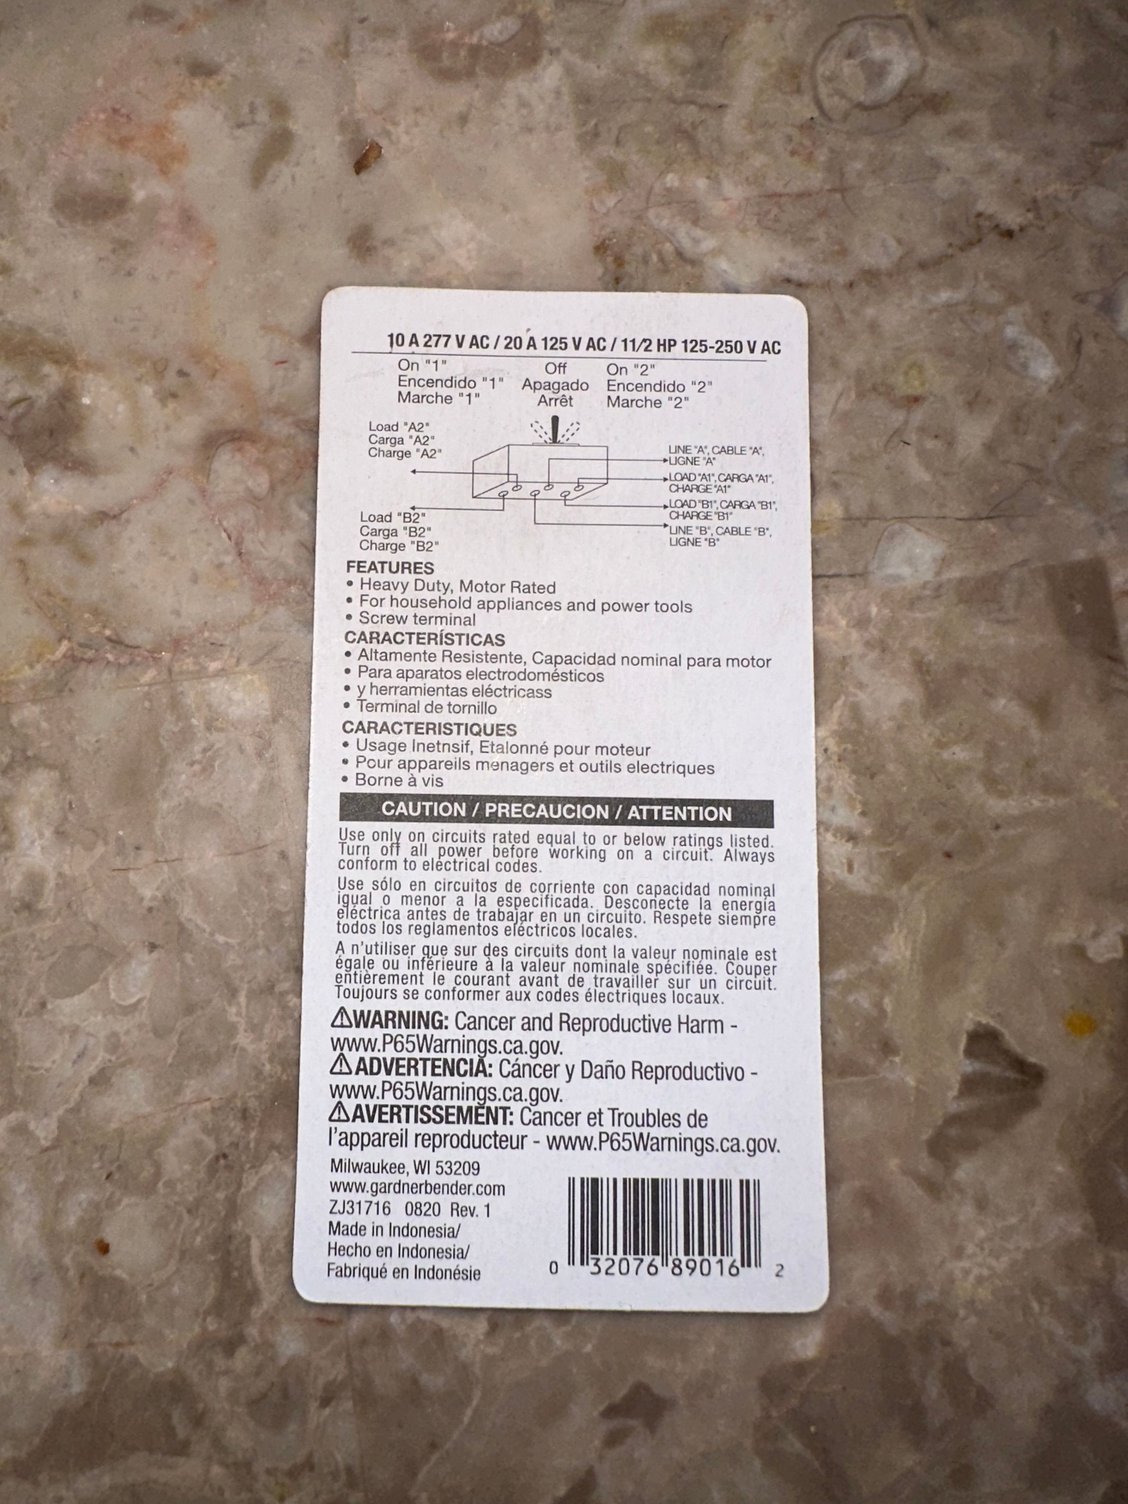 10 A 277 V AC / 20 A 125 V AC / 11/2 HP 125-250 V AC
On "1"
Encendido "1"
Marche "1"
Off
Apagado
Arrêt
On "2"
Encendido "2"
Marche "2"
Load "A2"
Carga "A2"
Charge "A2"
LINE "A", CABLE "A",
LIGNE "A"
LOAD "A1", CARGA "A1",
CHARGE "A1"
LOAD "B1", CARGA "B1",
CHARGE "B1"
LINE "B", CABLE "B",
LIGNE "B"
Load "B2"
Carga "B2"
Charge "B2"
FEATURES
• Heavy Duty, Motor Rated
• For household appliances and power tools
• Screw terminal
CARACTERÍSTICAS
• Altamente Resistente, Capacidad nominal para motor
• Para aparatos electrodomésticos
• y herramientas eléctricass
• Terminal de tornillo
CARACTERISTIQUES
• Usage Inetnsif, Etalonné pour moteur
• Pour appareils menagers et outils electriques
• Borne à vis
CAUTION / PRECAUCION / ATTENTION
Use only on circuits rated equal to or below ratings listed.
Turn off all power before working on a circuit. Always
conform to electrical codes.
Use sólo en circuitos de corriente con capacidad nominal
igual o menor a la especificada. Desconecte la energía
eléctrica antes de trabajar en un circuito. Respete siempre
todos los reglamentos eléctricos locales.
A n'utiliser que sur des circuits dont la valeur nominale est
égale ou inférieure à la valeur nominale spécifiée. Couper
entièrement le courant avant de travailler sur un circuit.
Toujours se conformer aux codes électriques locaux.
⚠WARNING: Cancer and Reproductive Harm -
www.P65Warnings.ca.gov.
⚠ADVERTENCIA: Cáncer y Daño Reproductivo -
www.P65Warnings.ca.gov.
⚠AVERTISSEMENT: Cancer et Troubles de
l'appareil reproducteur - www.P65Warnings.ca.gov.
Milwaukee, WI 53209
www.gardnerbender.com
ZJ31716 0820 Rev. 1
Made in Indonesia/
Hecho en Indonesia/
Fabriqué en Indonésie
0 32076 89016 2